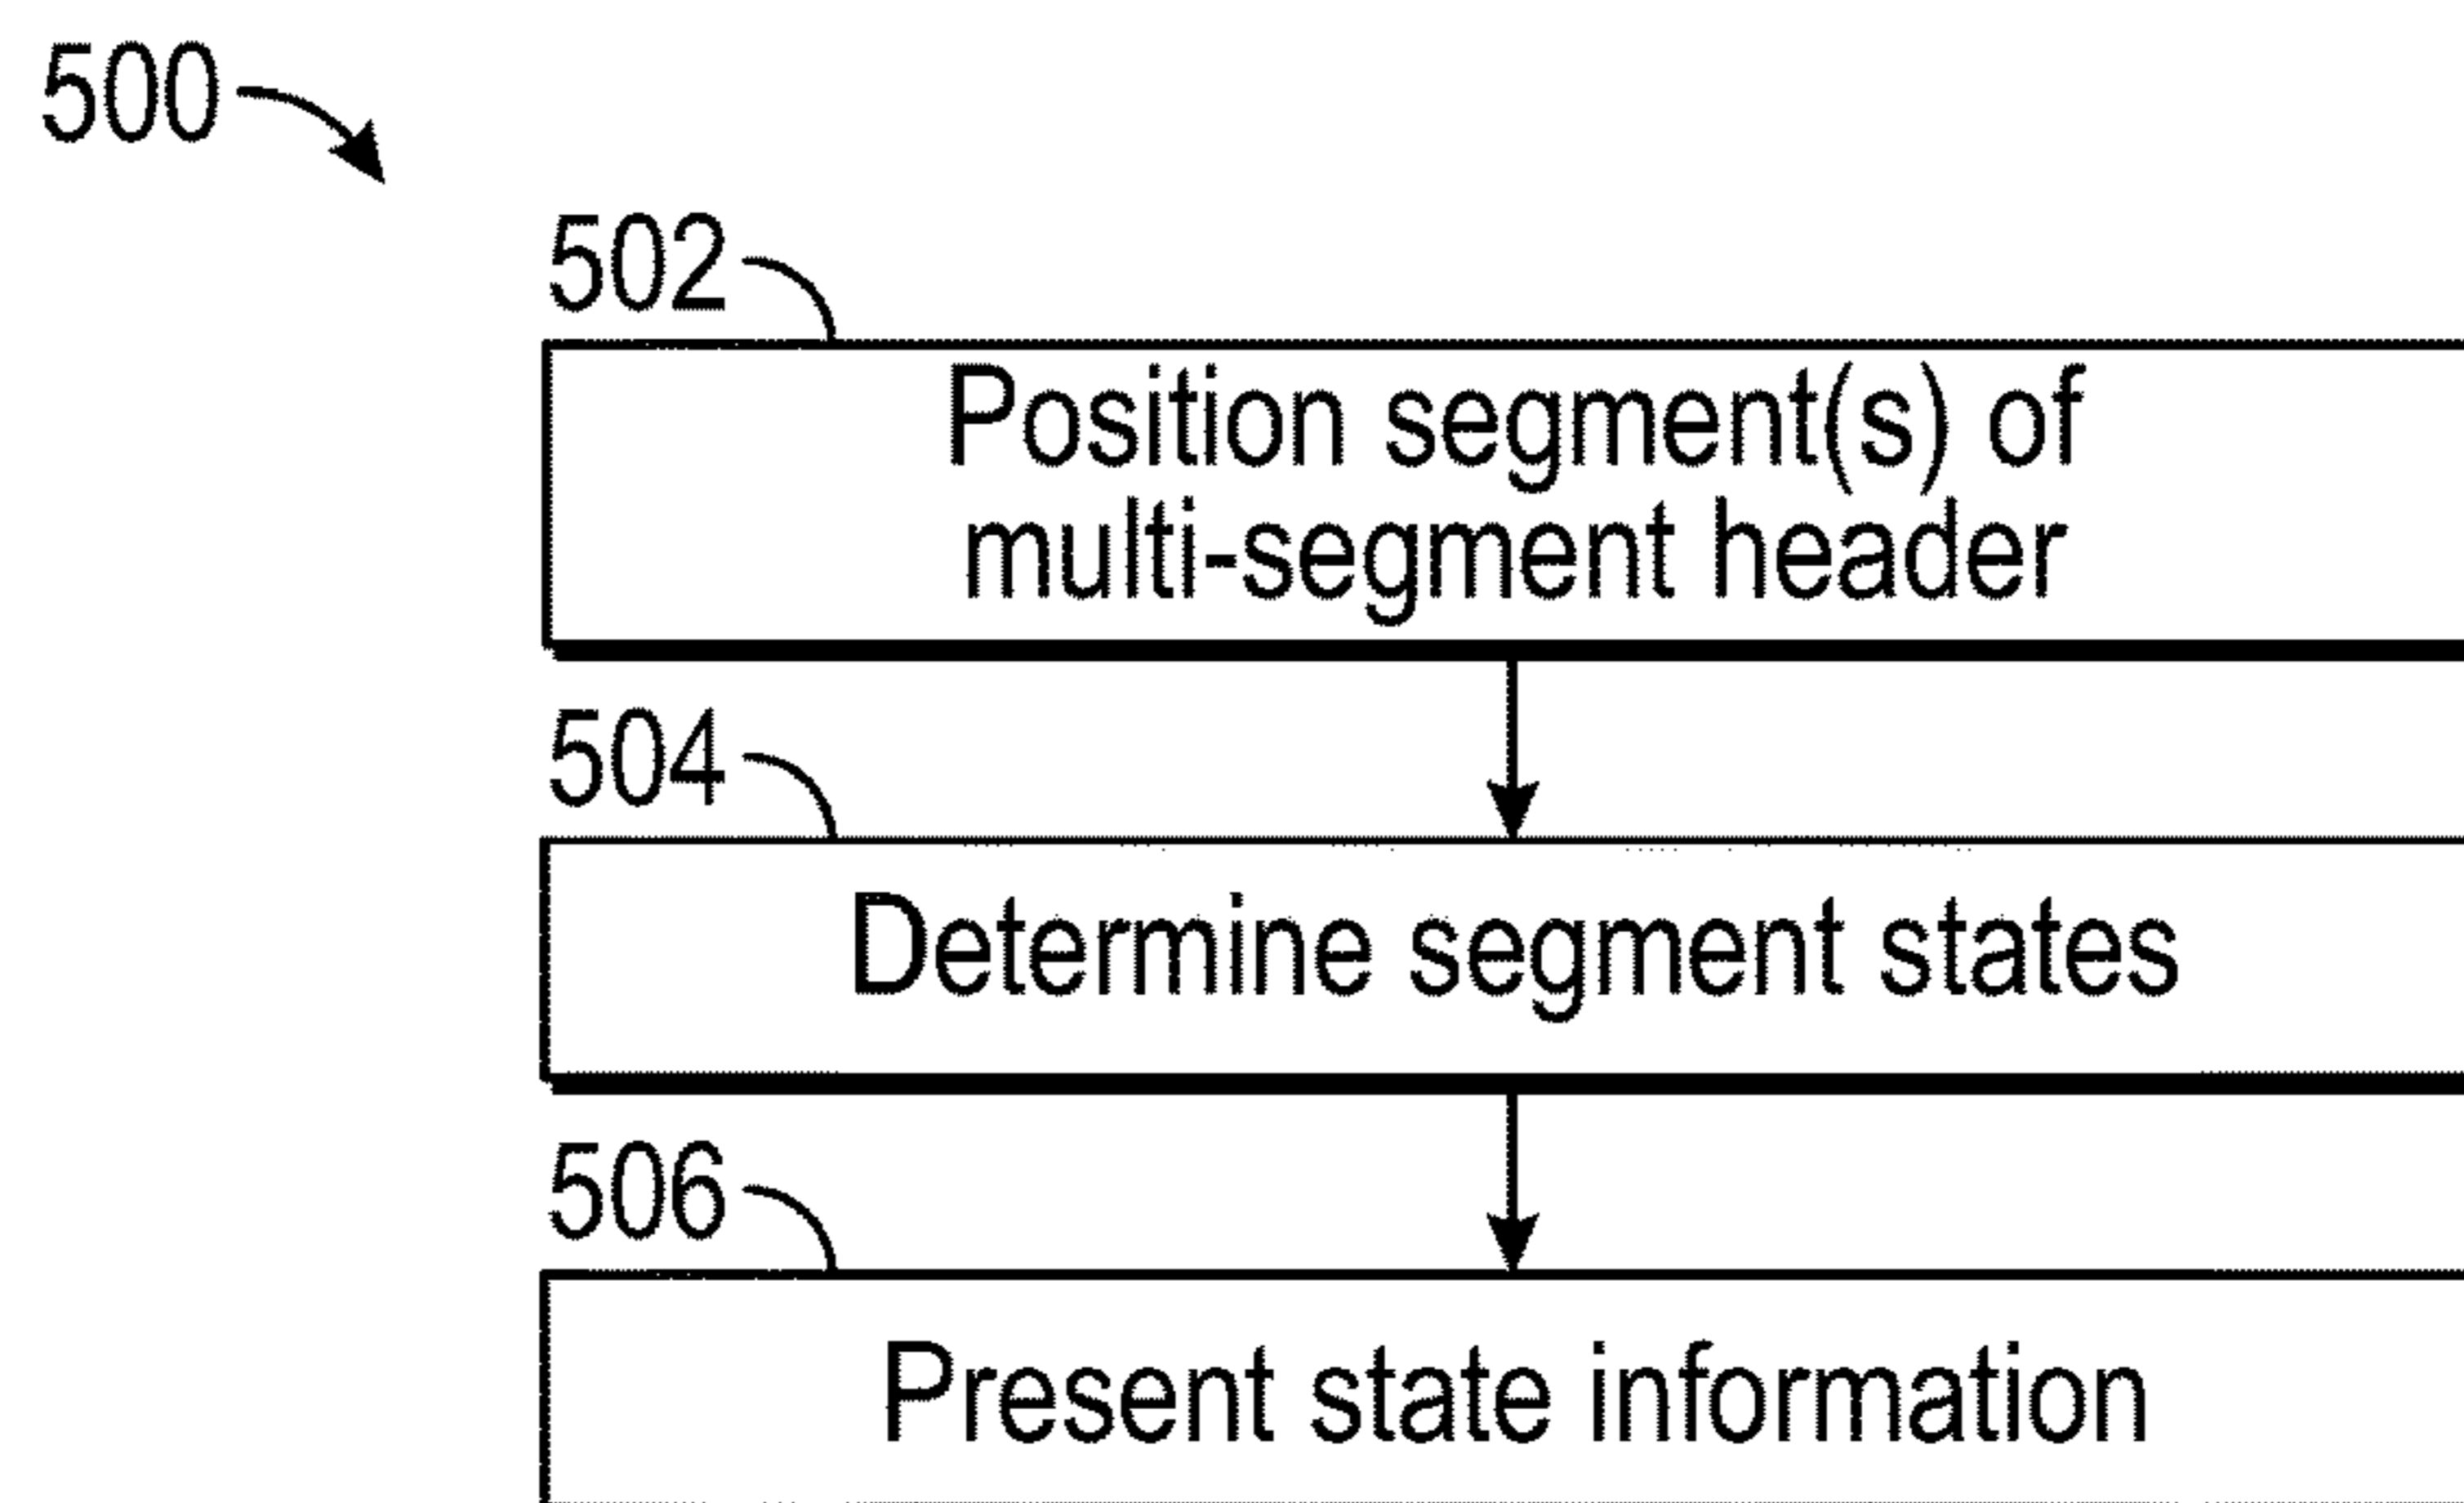 500
502
Position segment(s) of
multi-segment header
504
Determine segment states
506
Present state information